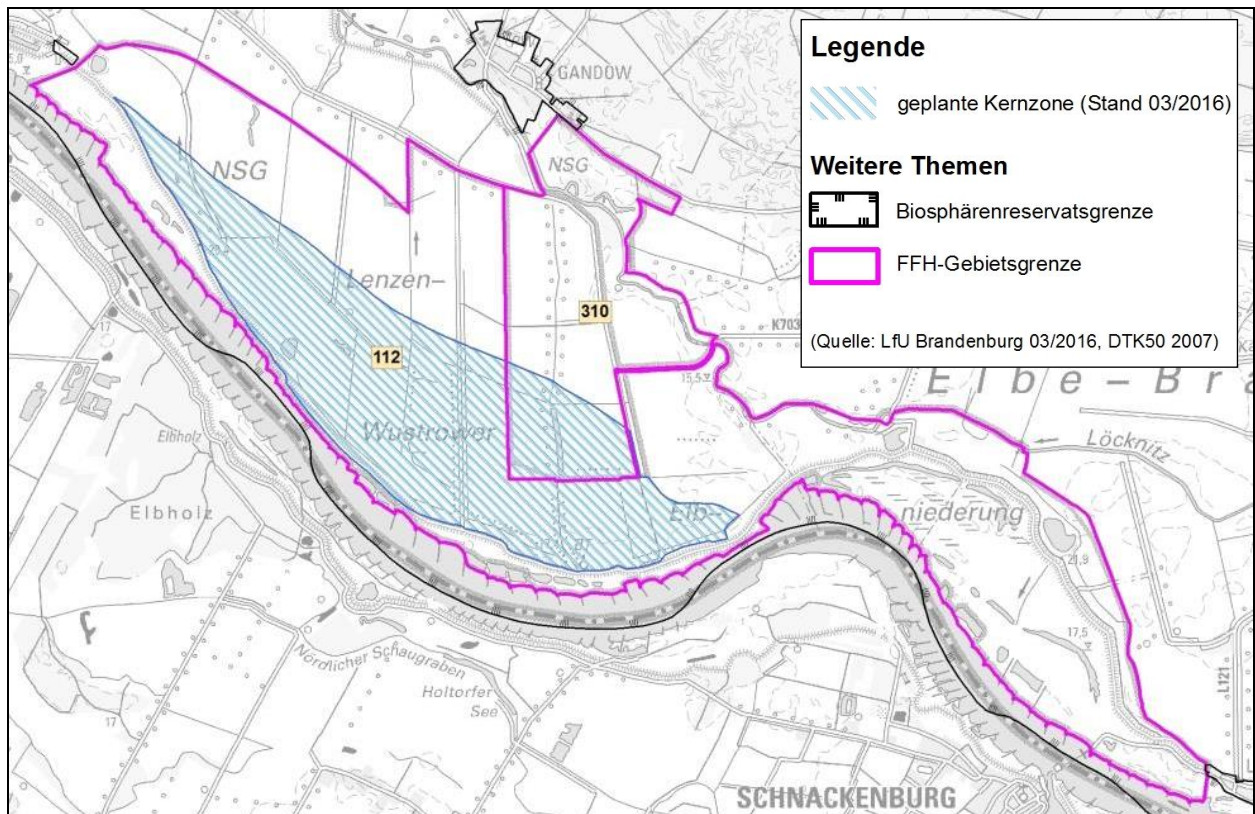 Legende
geplante Kernzone (Stand 03/2016)
Weitere Themen
Biosphärenreservatsgrenze
FFH-Gebietsgrenze
(Quelle: LfU Brandenburg 03/2016, DTK50 2007)
GANDOW
NSG
NSG
Lenzen-
310
K703
112
15,5
Elbe-Bra
Wustrower
Löcknitz
Elbholz
Elbholz
Elb-
niederung
21,9
17
17,5
Nördlicher Schaugraben
Holtorfer
See
L121
17
SCHNACKENBURG